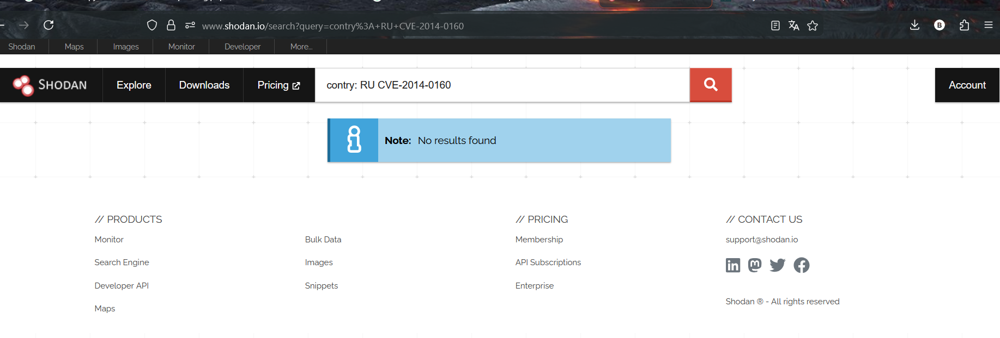 www.shodan.io/search?query=contry%3A+RU+CVE-2014-0160
B
Shodan Maps Images Monitor Developer More...
SHODAN Explore Downloads Pricing contry: RU CVE-2014-0160 Account
Note: No results found
// PRODUCTS // PRICING // CONTACT US
Monitor Bulk Data Membership support@shodan.io
Search Engine Images API Subscriptions
Developer API Snippets Enterprise
Shodan ® - All rights reserved
Maps